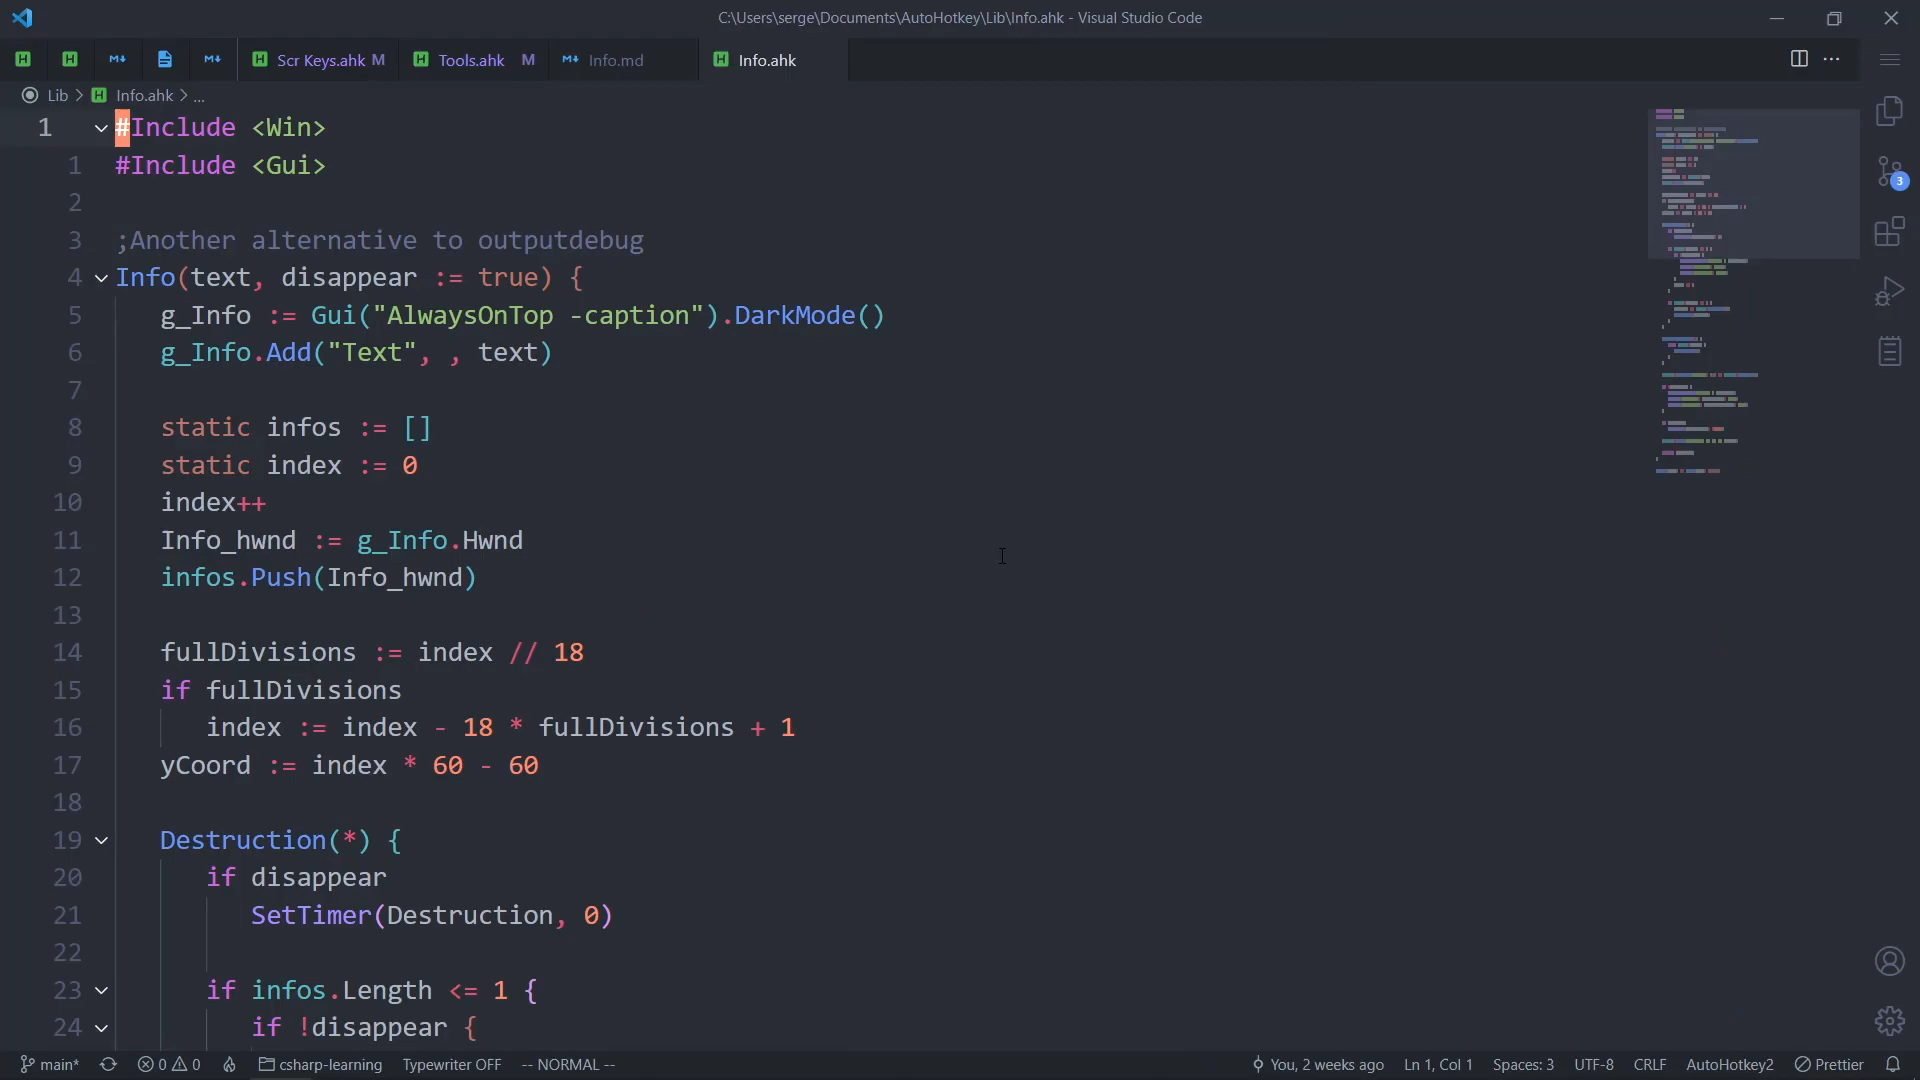 C:\Users\serge\Documents\AutoHotkey\Lib\Info.ahk - Visual Studio Code
Scr Keys.ahk M Tools.ahk M Info.md Info.ahk
Lib > Info.ahk > ...
1 #Include <Win>
1 #Include <Gui>
2
3 ;Another alternative to outputdebug
4 Info(text, disappear := true) {
5 g_Info := Gui("AlwaysOnTop -caption").DarkMode()
6 g_Info.Add("Text", , text)
7
8 static infos := []
9 static index := 0
10 index++
11 Info_hwnd := g_Info.Hwnd
12 infos.Push(Info_hwnd)
13
14 fullDivisions := index // 18
15 if fullDivisions
16 index := index - 18 * fullDivisions + 1
17 yCoord := index * 60 - 60
18
19 Destruction(*) {
20 if disappear
21 SetTimer(Destruction, 0)
22
23 if infos.Length <= 1 {
24 if !disappear {
3
main* 0 0 csharp-learning Typewriter OFF -- NORMAL -- You, 2 weeks ago Ln 1, Col 1 Spaces: 3 UTF-8 CRLF AutoHotkey2 Prettier